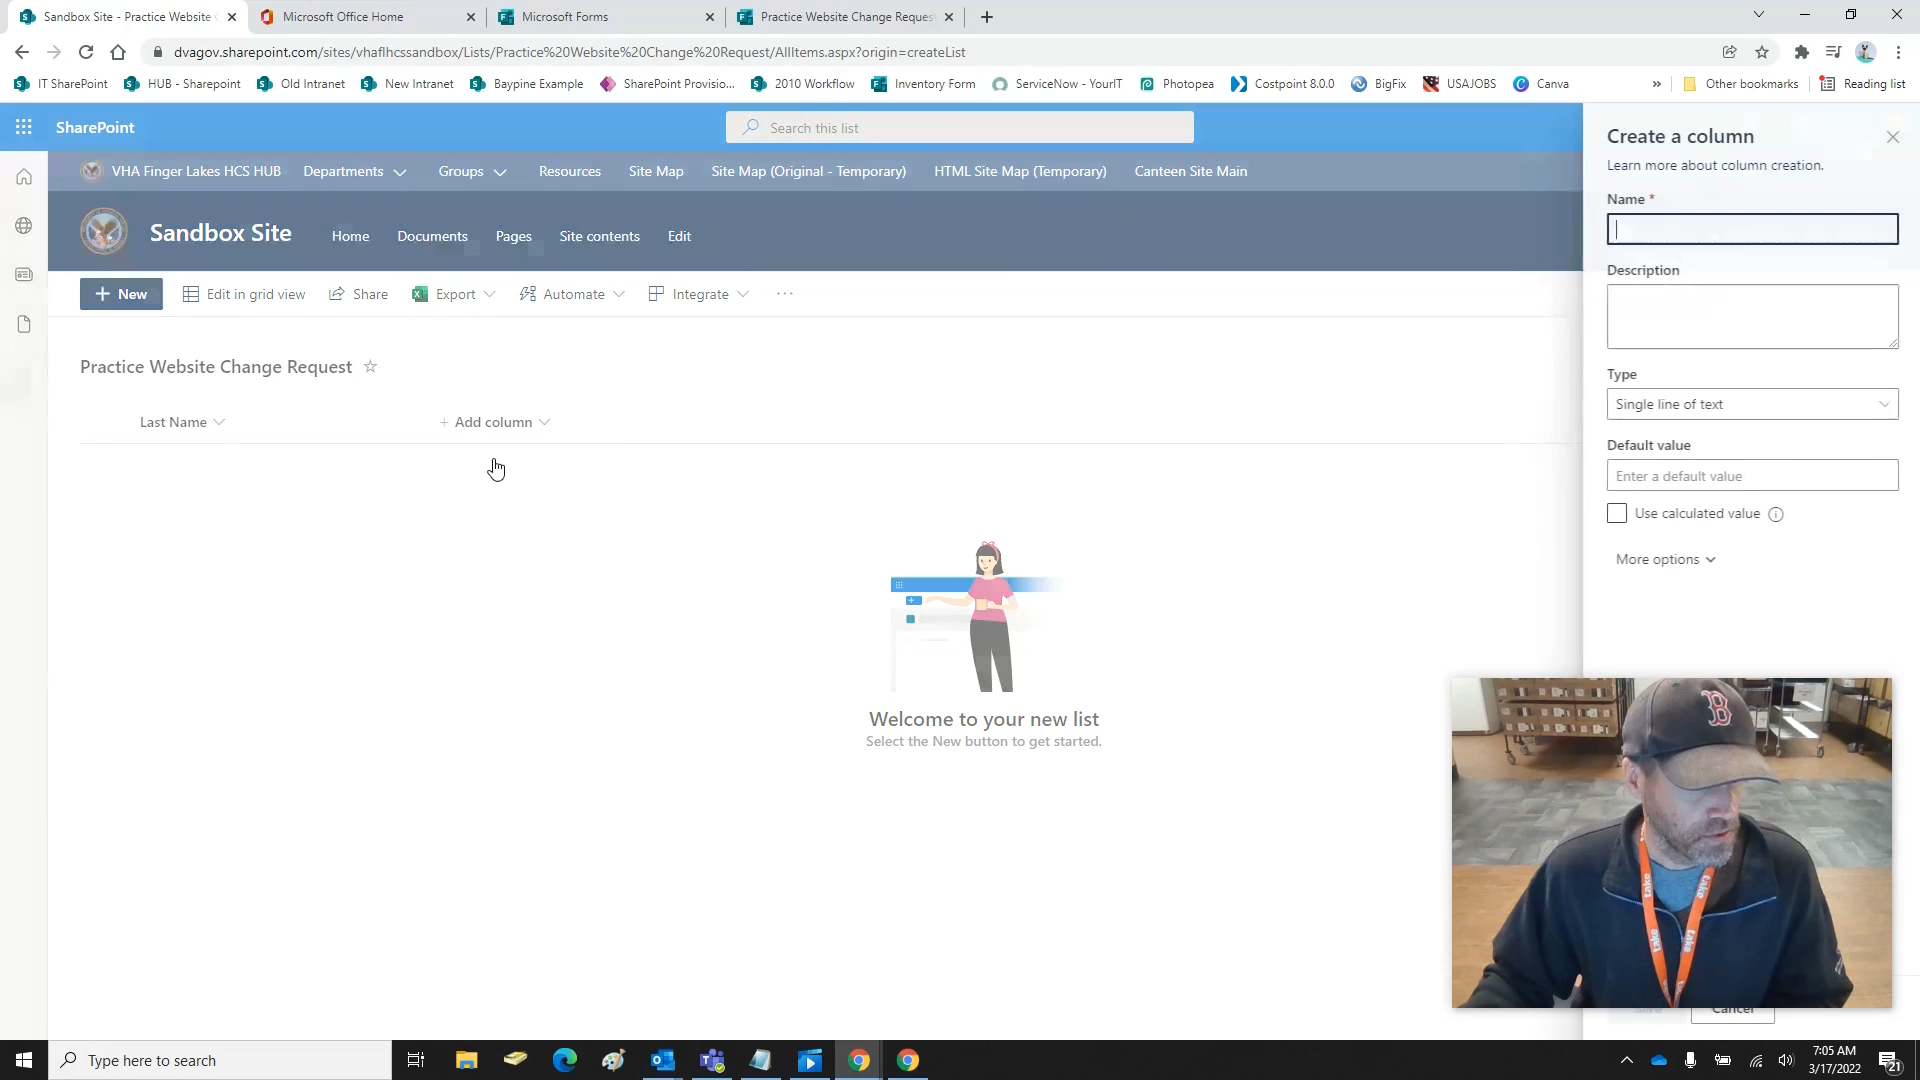 Sandbox Site - Practice Website
Microsoft Office Home
Microsoft Forms
Practice Website Change Reques
dvagov.sharepoint.com/sites/vhaflhcssandbox/Lists/Practice%20Website%20Change%20Request/AllItems.aspx?origin=createList
IT SharePoint
HUB - Sharepoint
Old Intranet
New Intranet
Baypine Example
SharePoint Provisio...
2010 Workflow
Inventory Form
ServiceNow - YourIT
Photopea
Costpoint 8.0.0
BigFix
USAJOBS
Canva
»
Other bookmarks
Reading list
SharePoint
Search this list
VHA Finger Lakes HCS HUB
Departments
Groups
Resources
Site Map
Site Map (Original - Temporary)
HTML Site Map (Temporary)
Canteen Site Main
Sandbox Site
Home
Documents
Pages
Site contents
Edit
+ New
Edit in grid view
Share
Export
Automate
Integrate
···
Practice Website Change Request
Last Name
+ Add column
Welcome to your new list
Select the New button to get started.
Create a column
Learn more about column creation.
Name *
Description
Type
Single line of text
Default value
Enter a default value
Use calculated value
More options
B
take
take
take
take
Cancel
Type here to search
7:05 AM
3/17/2022
21